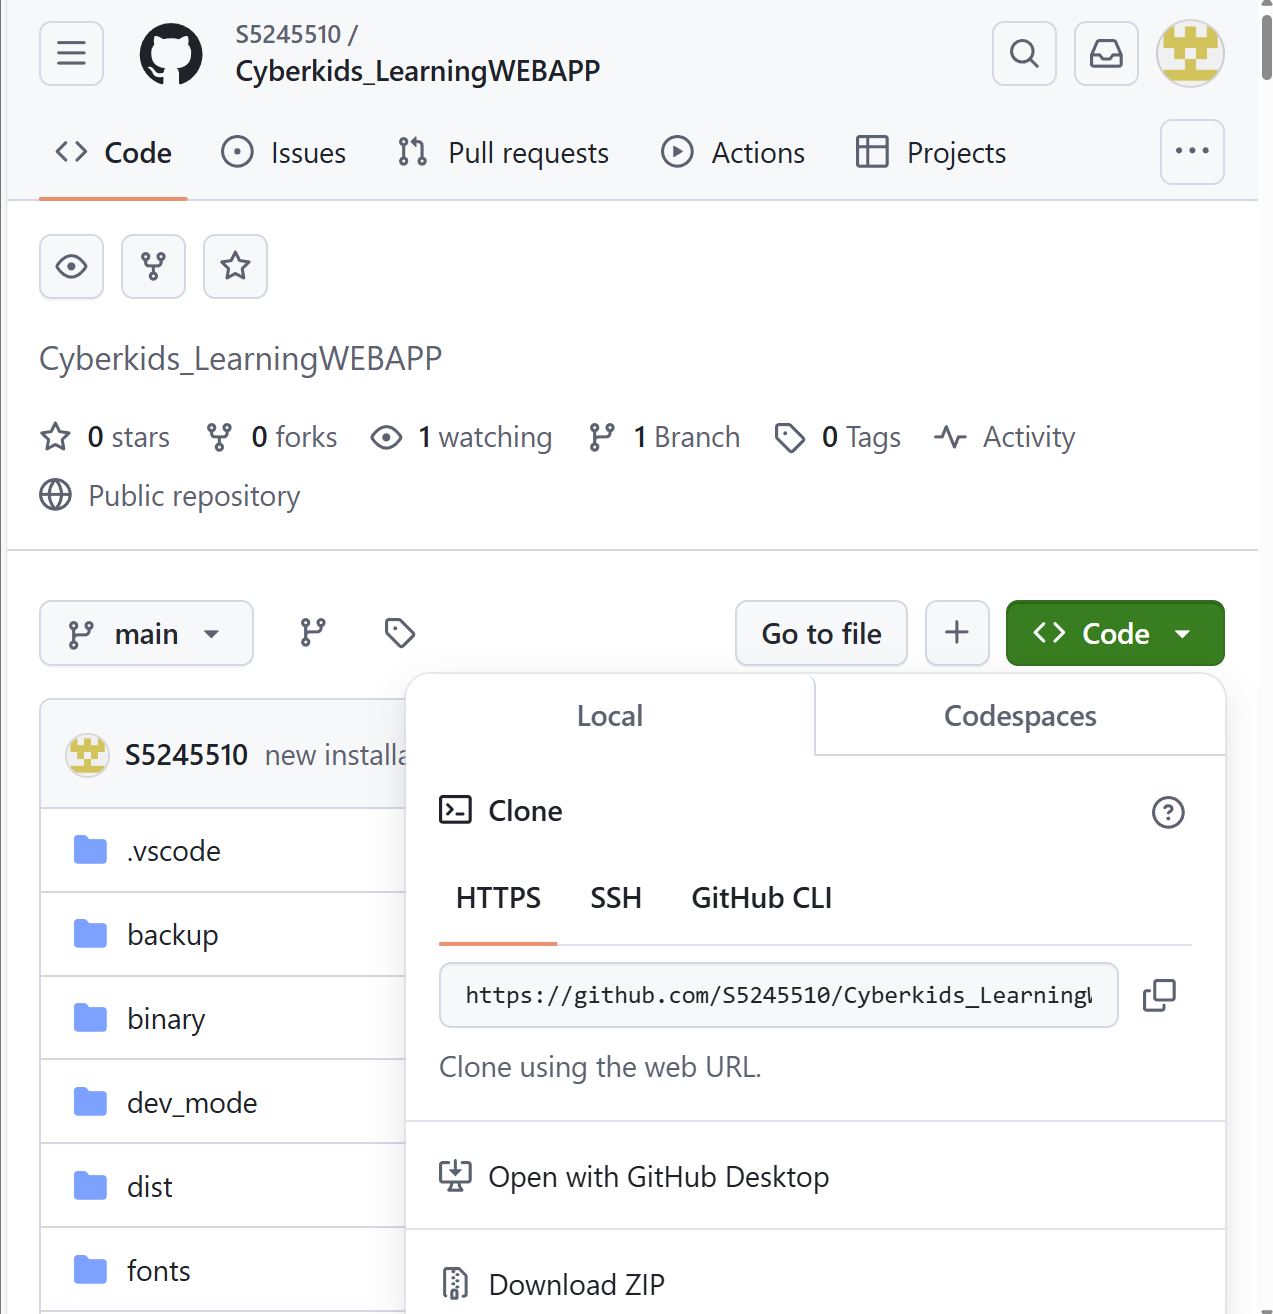 S5245510 /
Cyberkids_LearningWEBAPP
Code Issues Pull requests Actions Projects
Cyberkids_LearningWEBAPP
0 stars 0 forks 1 watching 1 Branch 0 Tags Activity
Public repository
main Go to file Code
Local Codespaces
S5245510 new installa
Clone
.vscode
HTTPS SSH GitHub CLI
backup
https://github.com/S5245510/Cyberkids_Learning
binary
Clone using the web URL.
dev_mode
Open with GitHub Desktop
dist
fonts
Download ZIP